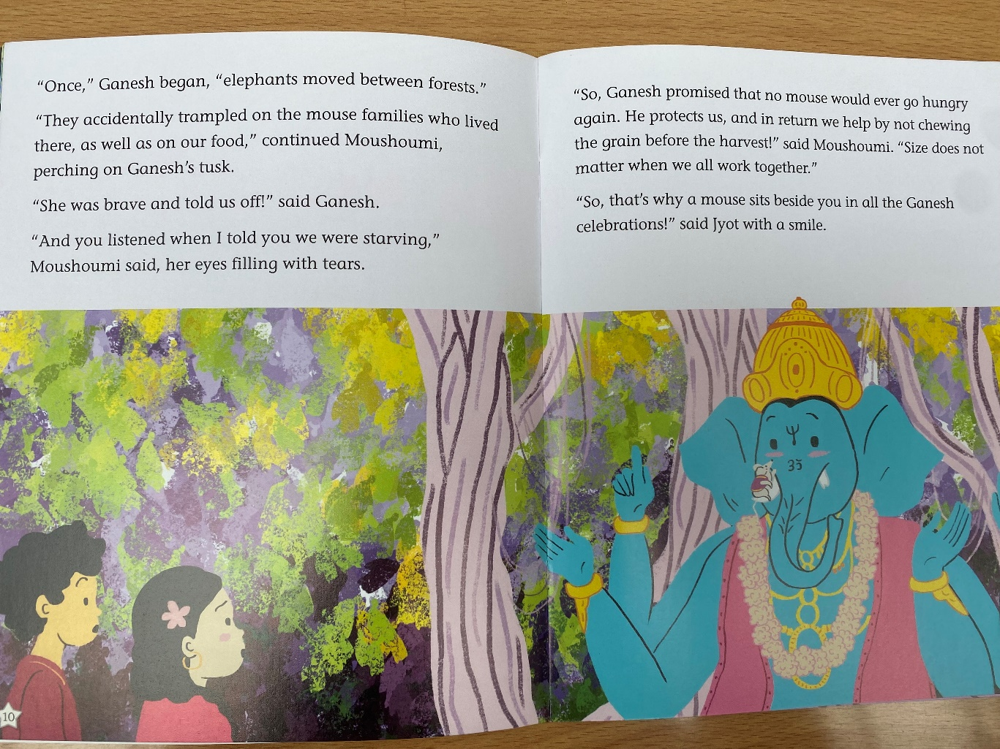 “Once,” Ganesh began, “elephants moved between forests.”
“They accidentally trampled on the mouse families who lived
there, as well as on our food,” continued Moushoumi,
perching on Ganesh’s tusk.
“She was brave and told us off!” said Ganesh.
“And you listened when I told you we were starving,”
Moushoumi said, her eyes filling with tears.
10
“So, Ganesh promised that no mouse would ever go hungry
again. He protects us, and in return we help by not chewing
the grain before the harvest!” said Moushoumi. “Size does not
matter when we all work together.”
“So, that’s why a mouse sits beside you in all the Ganesh
celebrations!” said Jyot with a smile.
ॐ